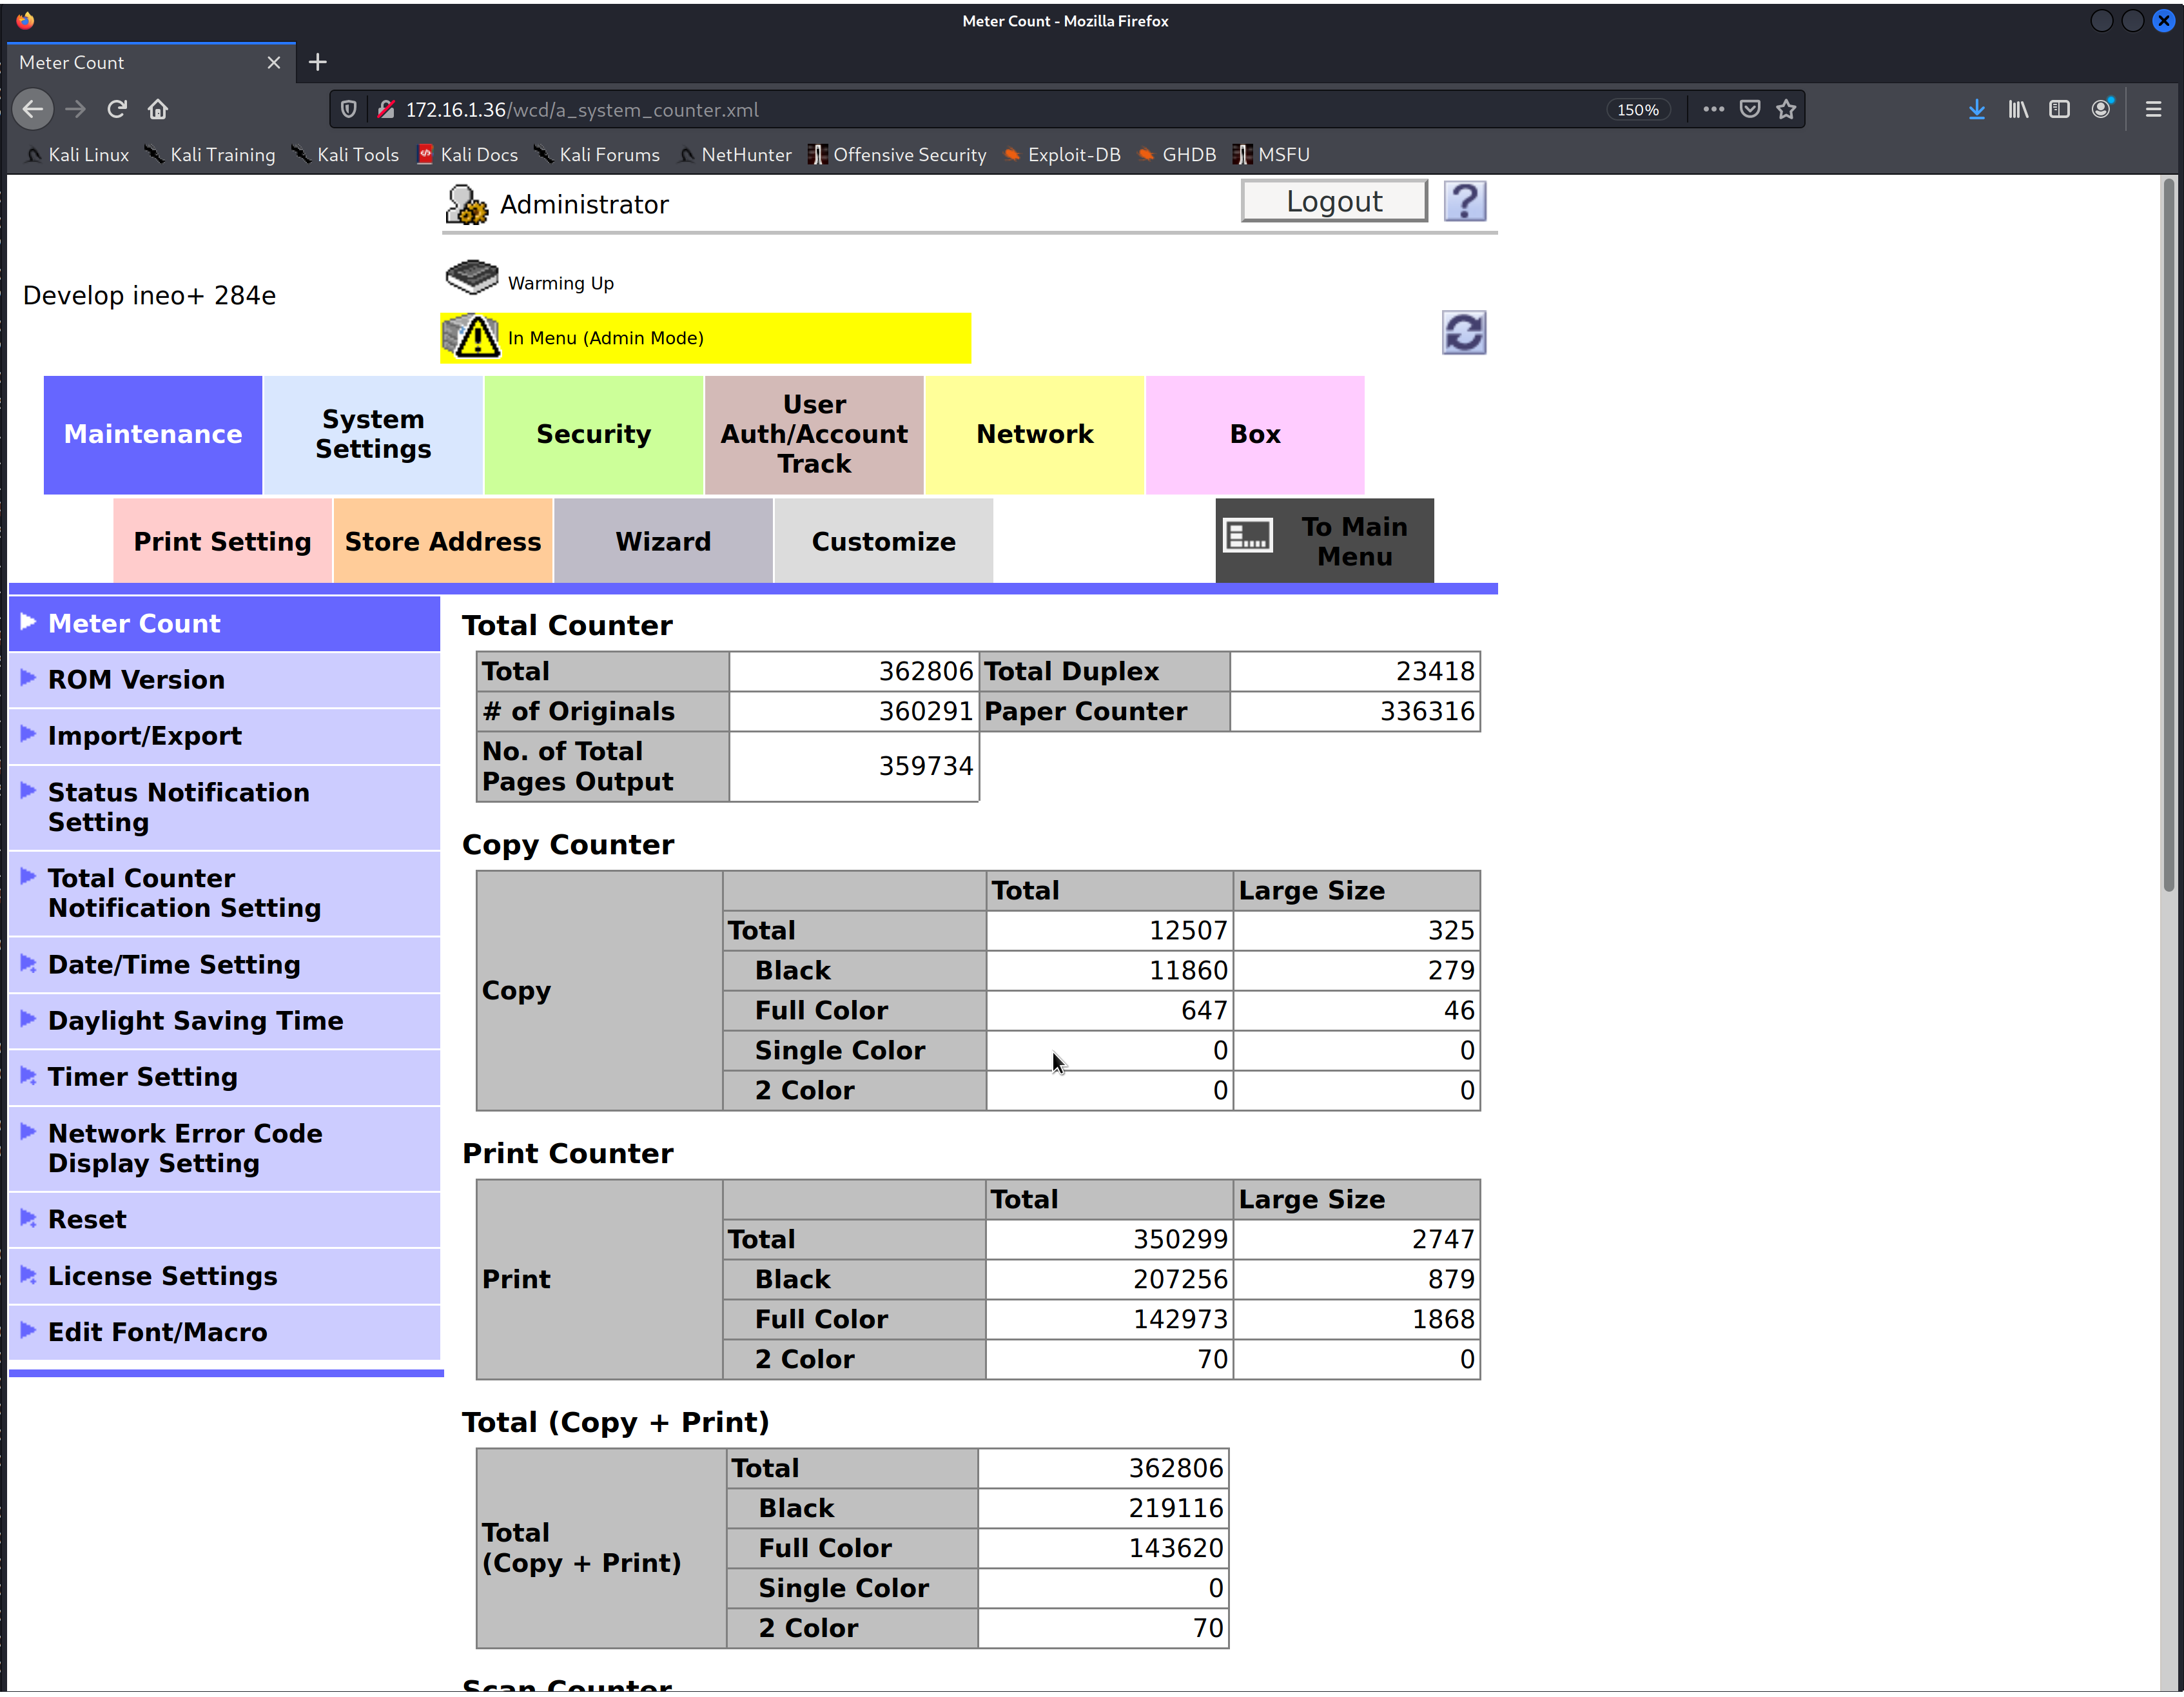 Meter Count - Mozilla Firefox
Meter Count
172.16.1.36/wcd/a_system_counter.xml
150%
Kali Linux Kali Training Kali Tools Kali Docs Kali Forums NetHunter Offensive Security Exploit-DB GHDB MSFU
Administrator
Logout
?
Warming Up
Develop ineo+ 284e
In Menu (Admin Mode)
Maintenance
System
Settings
Security
User
Auth/Account
Track
Network
Box
Print Setting
Store Address
Wizard
Customize
To Main
Menu
Meter Count
ROM Version
Import/Export
Status Notification
Setting
Total Counter
Notification Setting
Date/Time Setting
Daylight Saving Time
Timer Setting
Network Error Code
Display Setting
Reset
License Settings
Edit Font/Macro
Total Counter
Total 362806 Total Duplex 23418
# of Originals 360291 Paper Counter 336316
No. of Total
Pages Output 359734
Copy Counter
Total Large Size
Copy
Total 12507 325
Black 11860 279
Full Color 647 46
Single Color 0 0
2 Color 0 0
Print Counter
Total Large Size
Print
Total 350299 2747
Black 207256 879
Full Color 142973 1868
2 Color 70 0
Total (Copy + Print)
Total
(Copy + Print)
Total 362806
Black 219116
Full Color 143620
Single Color 0
2 Color 70
Scan Counter